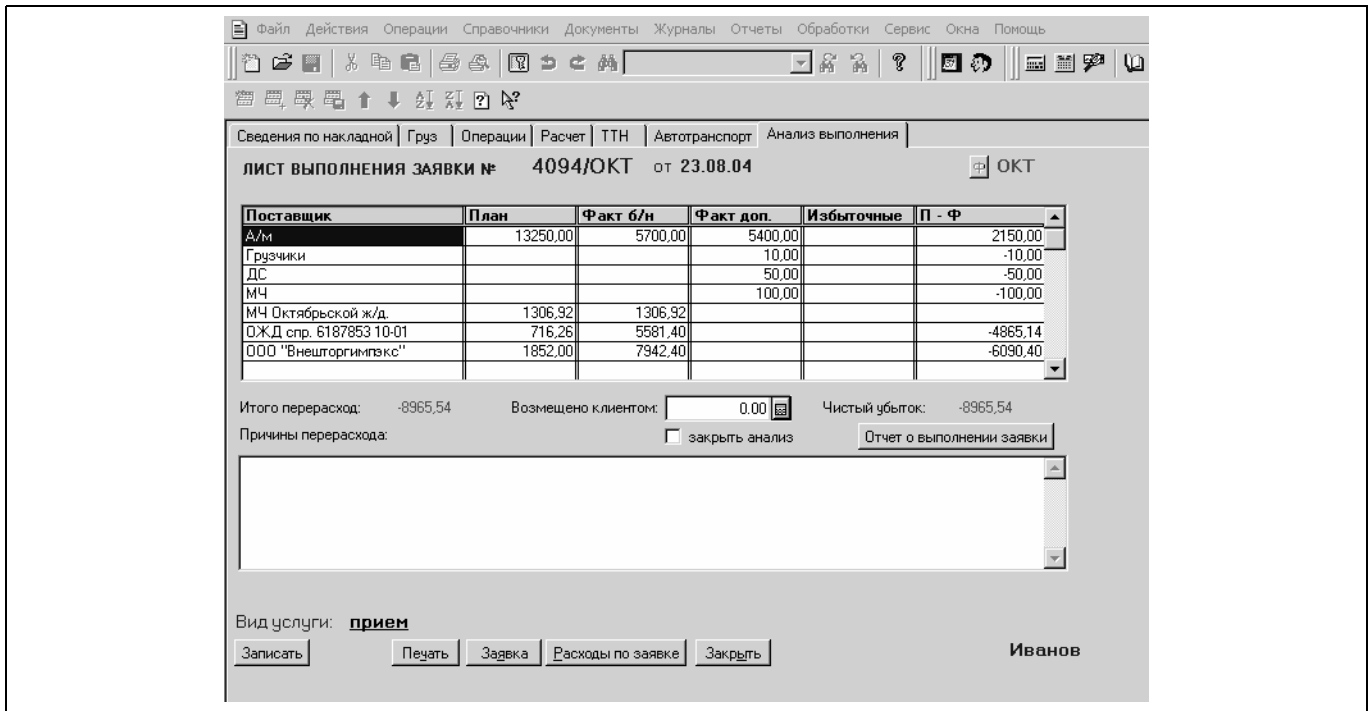 Файл Действия Операции Справочники Документы Журналы Отчеты Обработки Сервис Окна Помощь
Сведения по накладной Груз Операции Расчет ТТН Автотранспорт Анализ выполнения
ЛИСТ ВЫПОЛНЕНИЯ ЗАЯВКИ № 4094/ОКТ от 23.08.04 Ф ОКТ
Поставщик План Факт б/н Факт доп. Избыточные П - Ф
А/м 13250,00 5700,00 5400,00 2150,00
Грузчики 10,00 -10,00
ДС 50,00 -50,00
МЧ 100,00 -100,00
МЧ Октябрьской ж/д. 1306,92 1306,92
ОЖД спр. 6187853 10-01 716,26 5581,40 -4865,14
ООО "Внешторгимпэкс" 1852,00 7942,40 -6090,40
Итого перерасход: -8965,54 Возмещено клиентом: 0.00 Чистый убыток: -8965,54
Причины перерасхода: закрыть анализ Отчет о выполнении заявки
Вид услуги: прием
Записать Печать Заявка Расходы по заявке Закрыть Иванов